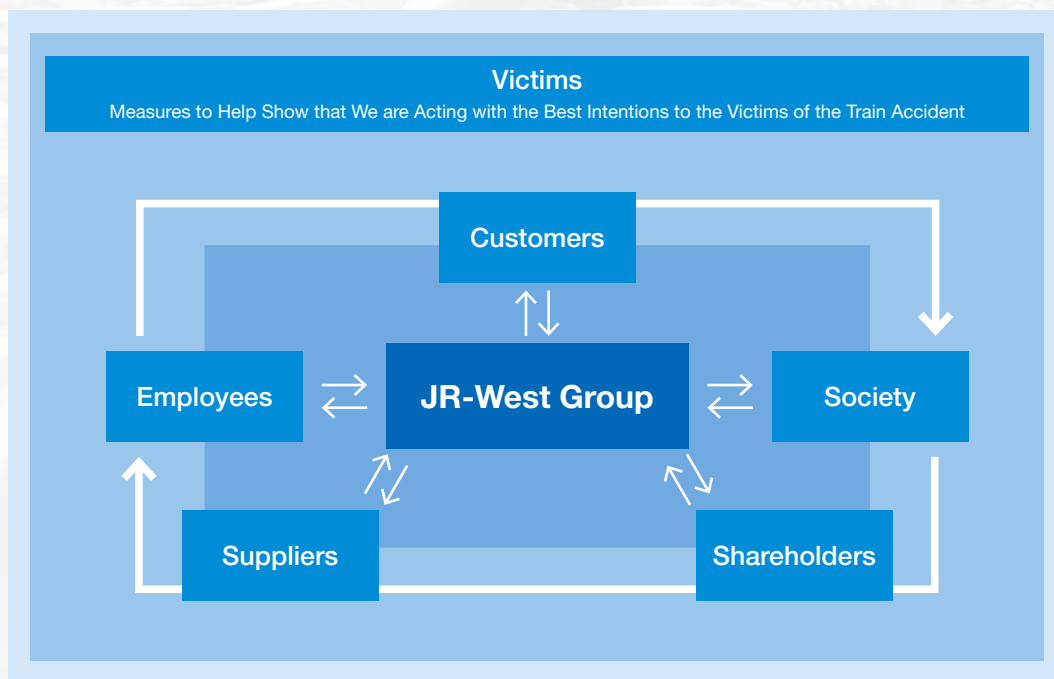 Victims
Measures to Help Show that We are Acting with the Best Intentions to the Victims of the Train Accident
Customers
Employees
JR-West Group
Society
Suppliers
Shareholders